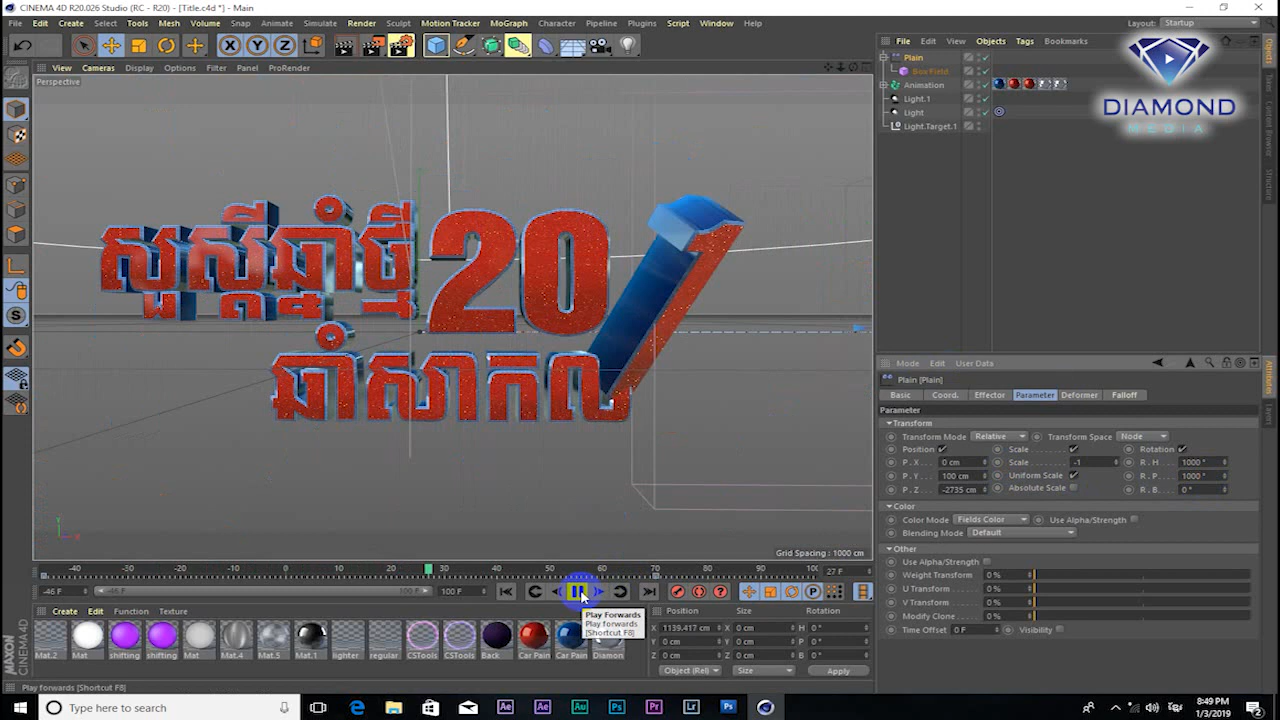 CINEMA 4D R20.026 Studio (RC - R20) - [Title.c4d *] - Main
File Edit Create Select Tools Mesh Volume Snap Animate Simulate Render Sculpt Motion Tracker MoGraph Character Pipeline Plugins Script Window Help
Layout: Startup
View Cameras Display Options Filter Panel ProRender
File Edit View Objects Tags Bookmarks
Perspective
Plain
Box Field
Animation
Light.1
Light
Light.Target.1
DIAMOND
MEDIA
Objects
Takes
Content Browser
Structure
សួស្តីឆ្នាំថ្មី 201
ឆ្នាំសាកល
Grid Spacing : 1000 cm
Mode Edit User Data
Plain [Plain]
Basic Coord. Effector Parameter Deformer Falloff
Parameter
Transform
Transform Mode Relative Transform Space Node
Position Scale Rotation
P . X 0 cm Scale -1 R . H 1000 °
P . Y 100 cm Uniform Scale R . P 1000 °
P . Z -2735 cm Absolute Scale R . B 0 °
Color
Color Mode Fields Color Use Alpha/Strength
Blending Mode Default
Other
Use Alpha/Strength
Weight Transform 0 %
U Transform 0 %
V Transform 0 %
Modify Clone 0 %
Time Offset 0 F Visibility
Attributes
Layers
-40 -30 -20 -10 0 10 20 30 40 50 60 70 80 90 27 F
-46 F -46 F 100 F 100 F
Play Forwards
Play forwards
[Shortcut F8]
Create Edit Function Texture
Position Size Rotation
X 1139.417 cm X 0 cm H 0 °
Y 0 cm Y 0 cm P 0 °
Z 0 cm Z 0 cm B 0 °
Object (Rel) Size Apply
Mat.2 Mat shifting shifting Mat Mat.4 Mat.5 Mat.1 lighter regular CSTools CSTools Back Car Pain Car Pain Diamon
MAXON
CINEMA 4D
Play forwards [Shortcut F8]
Type here to search
8:49 PM
1/3/2019